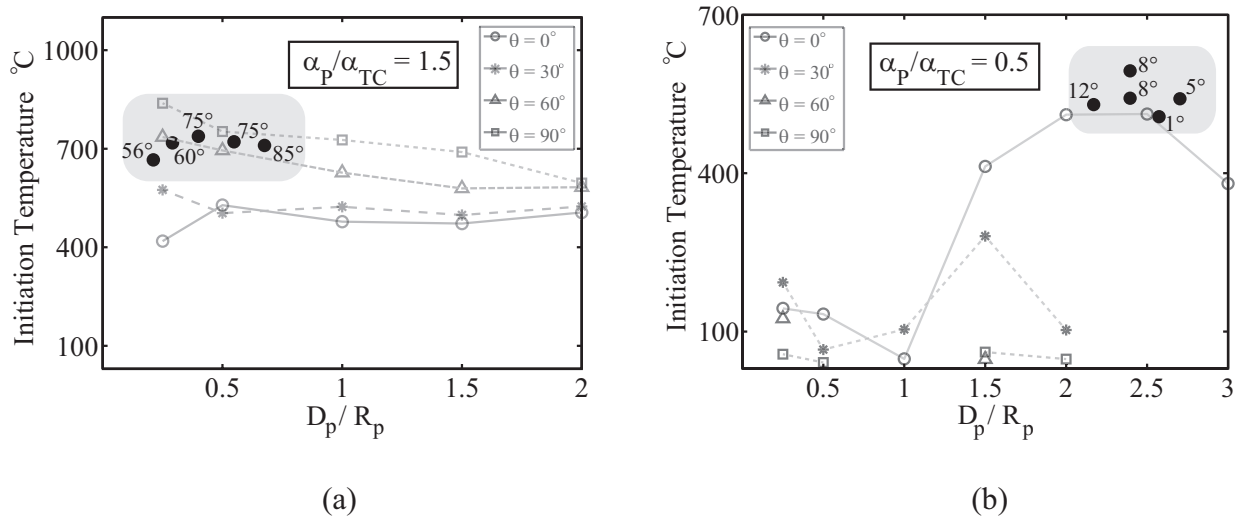 Initiation Temperature °C
1000
700
400
100
α_P/α_TC = 1.5
θ = 0°
θ = 30°
θ = 60°
θ = 90°
56°
60°
75°
75°
85°
0.5
1
1.5
2
D_p / R_p
(a)
Initiation Temperature °C
700
400
100
θ = 0°
θ = 30°
θ = 60°
θ = 90°
α_P/α_TC = 0.5
12°
8°
8°
5°
1°
0.5
1
1.5
2
2.5
3
D_p / R_p
(b)